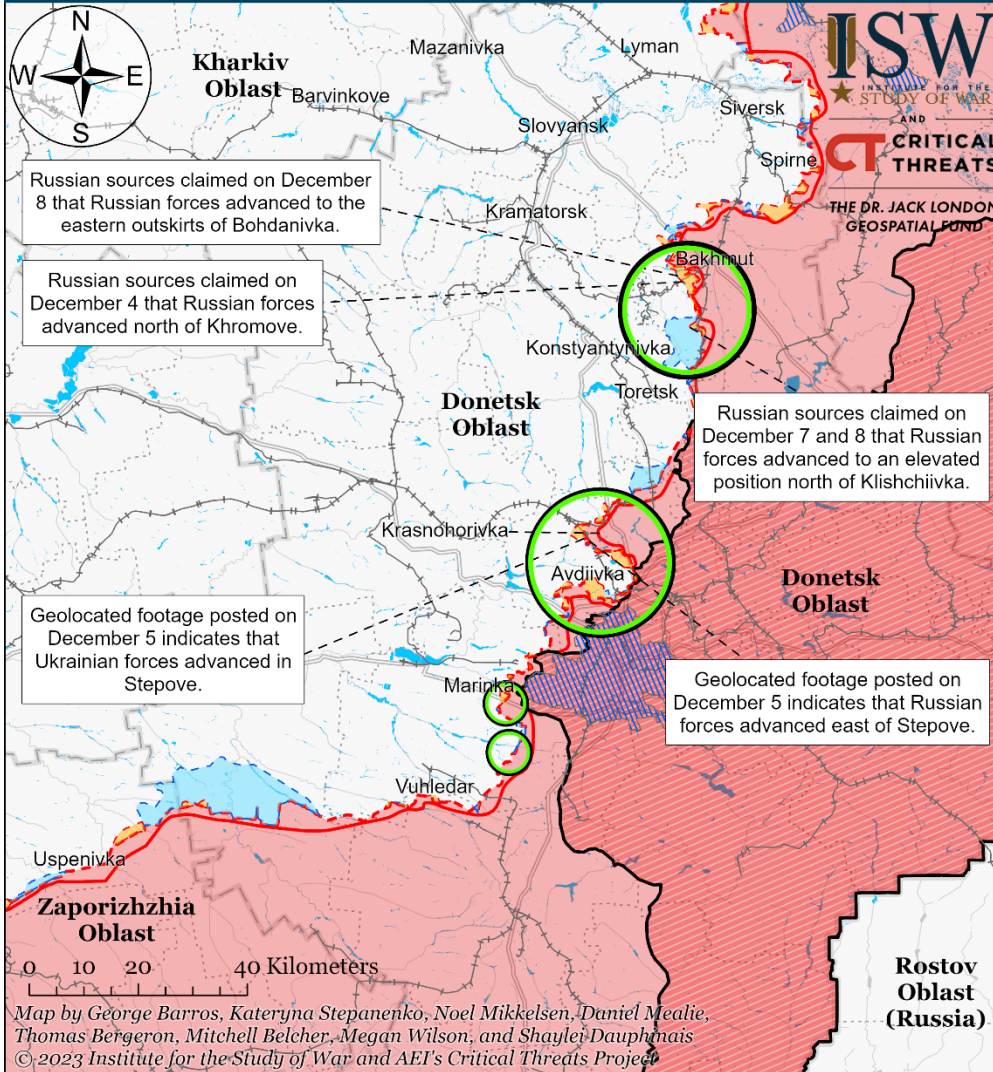 N
W
E
S
Kharkiv
Oblast
Mazanivka
Lyman
Barvinkove
Slovyansk
Siversk
Spirne
ISW
INSTITUTE FOR THE
STUDY OF WAR
AND
CT CRITICAL
THREATS
THE DR. JACK LONDON
GEOSPATIAL FUND
Russian sources claimed on December
8 that Russian forces advanced to the
eastern outskirts of Bohdanivka.
Kramatorsk
Bakhmut
Russian sources claimed on
December 4 that Russian forces
advanced north of Khromove.
Konstyantynivka
Toretsk
Donetsk
Oblast
Russian sources claimed on
December 7 and 8 that Russian
forces advanced to an elevated
position north of Klishchiivka.
Krasnohorivka
Avdiivka
Donetsk
Oblast
Geolocated footage posted on
December 5 indicates that
Ukrainian forces advanced in
Stepove.
Marinka
Geolocated footage posted on
December 5 indicates that Russian
forces advanced east of Stepove.
Vuhledar
Uspenivka
Zaporizhzhia
Oblast
0 10 20 40 Kilometers
Rostov
Oblast
(Russia)
Map by George Barros, Kateryna Stepanenko, Noel Mikkelsen, Daniel Mealie,
Thomas Bergeron, Mitchell Belcher, Megan Wilson, and Shaylei Dauphinais
© 2023 Institute for the Study of War and AEI's Critical Threats Project